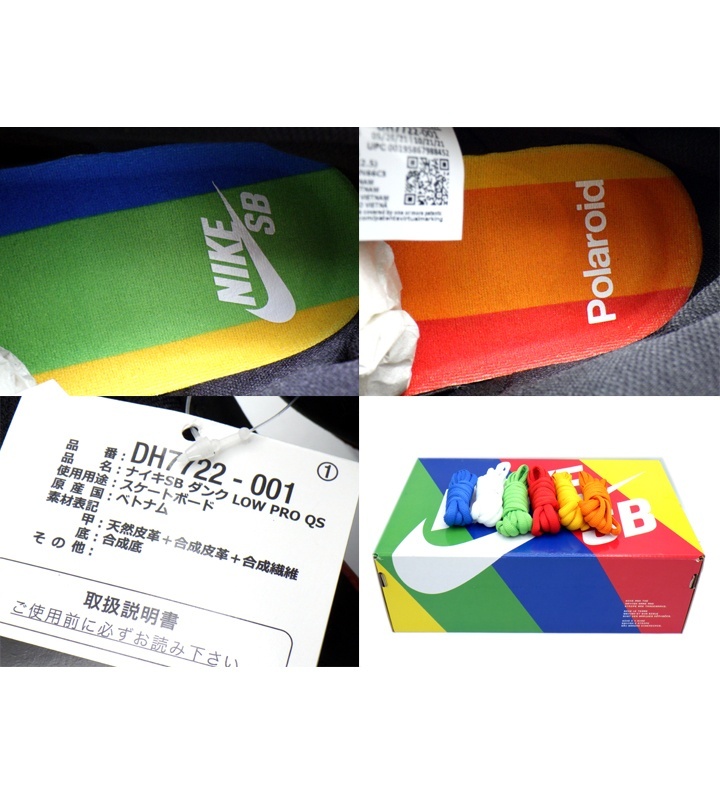 NIKE
SB
DH7722-001
UPC
VIETNAM
Polaroid
①
品番：DH7722-001
品名：ナイキSB ダンク LOW PRO QS
使用用途：スケートボード
原産国：ベトナム
素材表記
甲：天然皮革＋合成皮革＋合成繊維
底：合成底
その他：
取扱説明書
ご使用前に必ずお読み下さい
SB